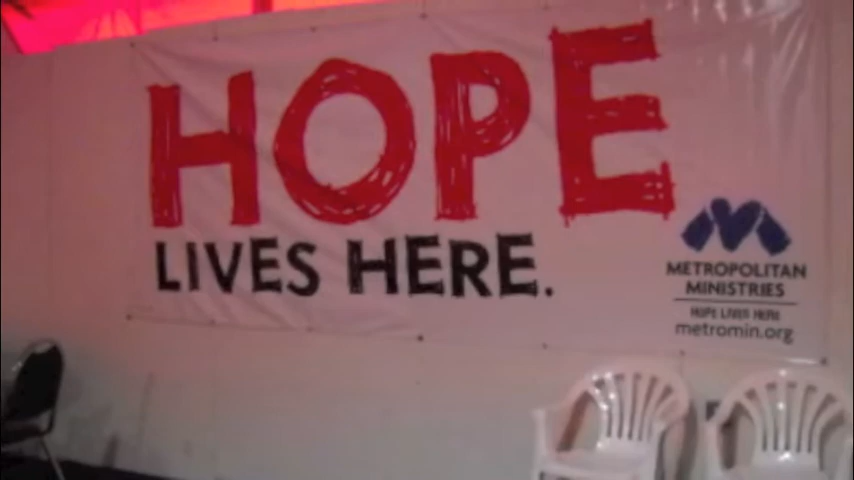 HOPE
LIVES HERE.
METROPOLITAN
MINISTRIES
HOPE LIVES HERE
metromin.org